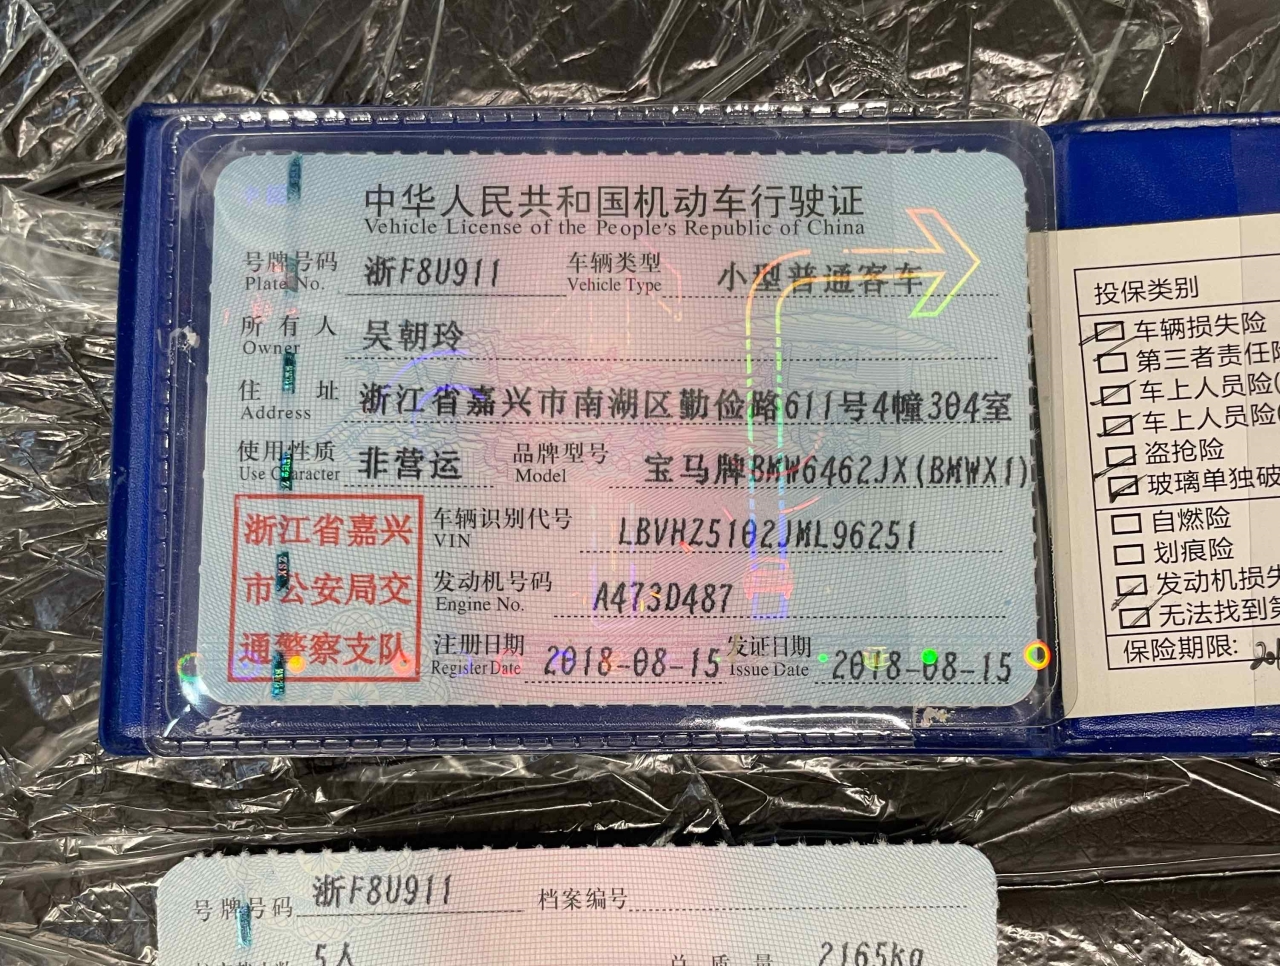 中华人民共和国机动车行驶证
Vehicle License of the People's Republic of China
号牌号码 浙F8U911 车辆类型 小型普通客车
Plate No. Vehicle Type
所有人 吴朝玲
Owner
住址 浙江省嘉兴市南湖区勤俭路611号4幢304室
Address
使用性质 非营运 品牌型号 宝马牌BMW6462JX(BMWX1)
Use Character Model
浙江省嘉兴
市公安局交
通警察支队
车辆识别代号 LBVHZ5102JML96251
VIN
发动机号码 A473D487
Engine No.
注册日期 2018-08-15 发证日期 2018-08-15
Register Date Issue Date
投保类别
车辆损失险
第三者责任险
车上人员险(
车上人员险(
盗抢险
玻璃单独破
自燃险
划痕险
发动机损失
无法找到第
保险期限:
号牌号码 浙F8U911 档案编号
5人 总质量 2165kg